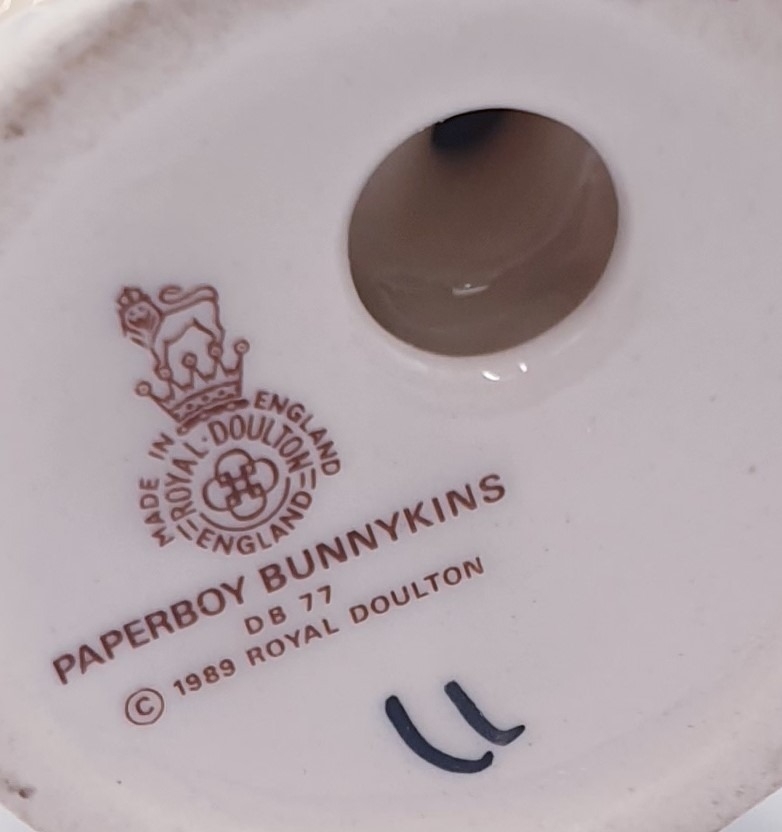 MADE IN ENGLAND
ROYAL · DOULTON
ENGLAND
PAPERBOY BUNNYKINS
DB 77
© 1989 ROYAL DOULTON